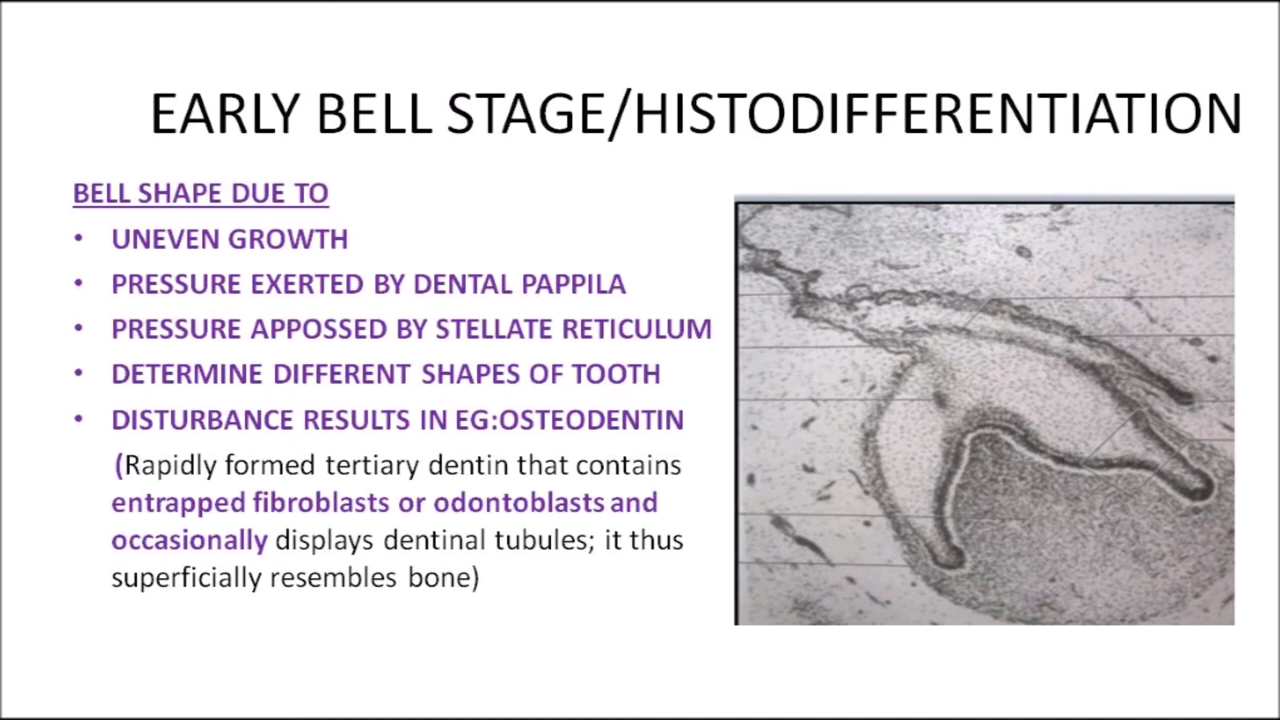 EARLY BELL STAGE/HISTODIFFERENTIATION
BELL SHAPE DUE TO
• UNEVEN GROWTH
• PRESSURE EXERTED BY DENTAL PAPPILA
• PRESSURE APPOSSED BY STELLATE RETICULUM
• DETERMINE DIFFERENT SHAPES OF TOOTH
• DISTURBANCE RESULTS IN EG:OSTEODENTIN
(Rapidly formed tertiary dentin that contains
entrapped fibroblasts or odontoblasts and
occasionally displays dentinal tubules; it thus
superficially resembles bone)